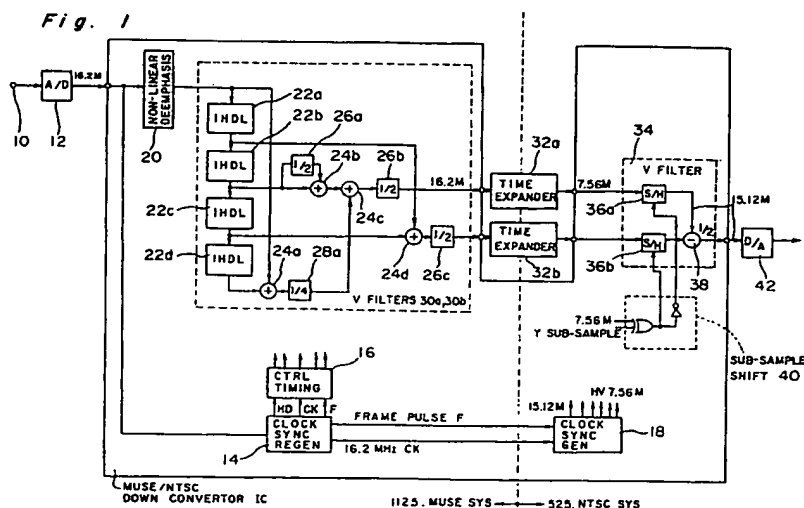 Fig. 1
A/D
16.2M
10
12
NON-LINEAR
DEEMPHASIS
20
1HDL
22a
22b
1HDL
26a
1/2
24b
26b
1/2
16.2M
24c
22c
1HDL
22d
1HDL
24a
28a
1/4
24d
1/2
26c
V FILTERS 30a,30b
32a
TIME
EXPANDER
7.56M
TIME
EXPANDER
32b
34
V FILTER
S/H
36a
15.12M
S/H
1/2
36b
38
D/A
42
7.56M
Y SUB-SAMPLE
SUB-SAMPLE
SHIFT 40
16
CTRL
TIMING
HD
CK
F
CLOCK
SYNC
REGEN
14
FRAME PULSE F
16.2 MHz CK
15.12M
HV 7.56M
CLOCK
SYNC
GEN
18
MUSE/NTSC
DOWN CONVERTOR IC
1125. MUSE SYS
525. NTSC SYS